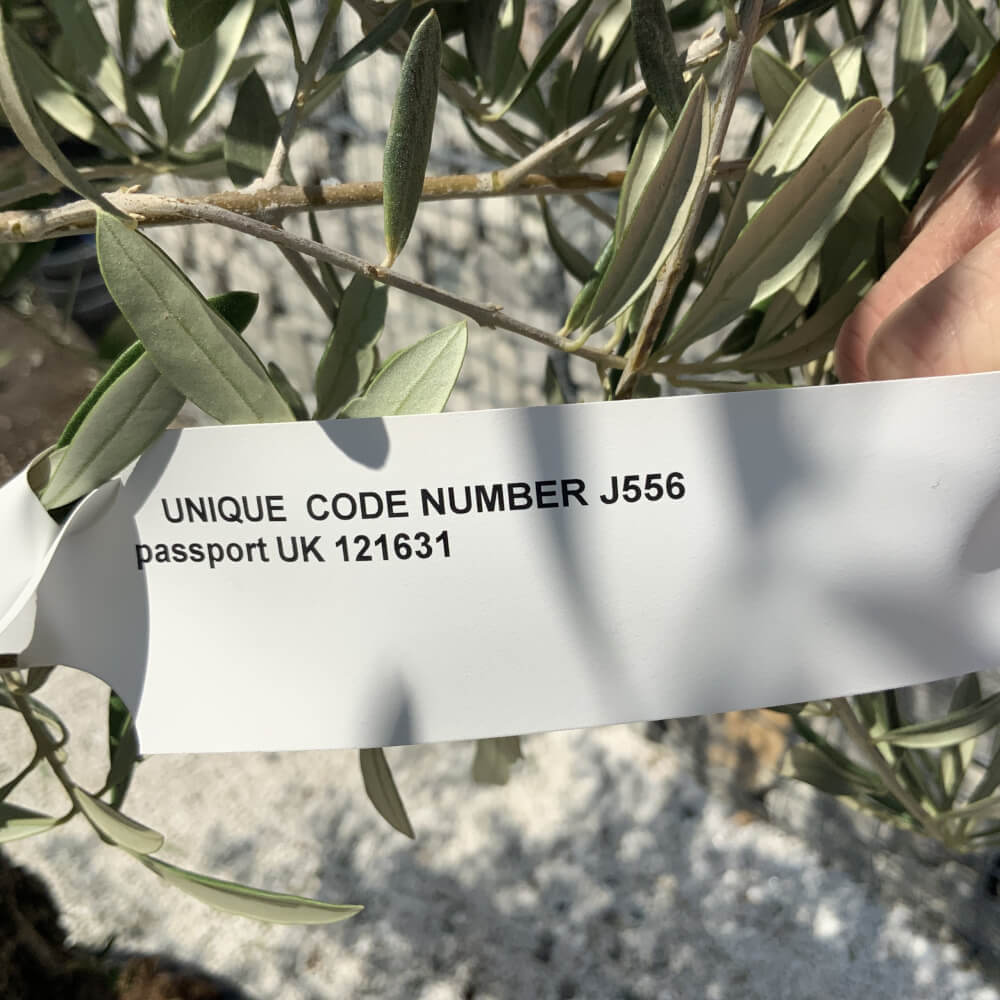 UNIQUE  CODE NUMBER J556
passport UK 121631